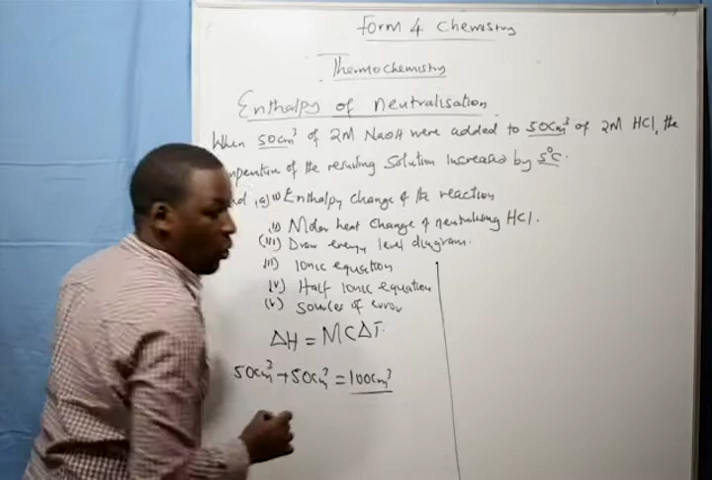 Form 4 Chemistry
Thermochemistry
Enthalpy of Neutralisation
When 50cm³ of 2M NaOH were added to 50cm³ of 2M HCl, the
of the resulting solution increased by 5°C.
(a) (i) Enthalpy change of the reaction
(ii) Molar heat change of neutralising HCl.
(iii) Draw energy level diagram.
Ionic equation
(v) Half Ionic equation
(v) Sources of error
ΔH = MCΔT.
50cm³ + 50cm³ = 100cm³